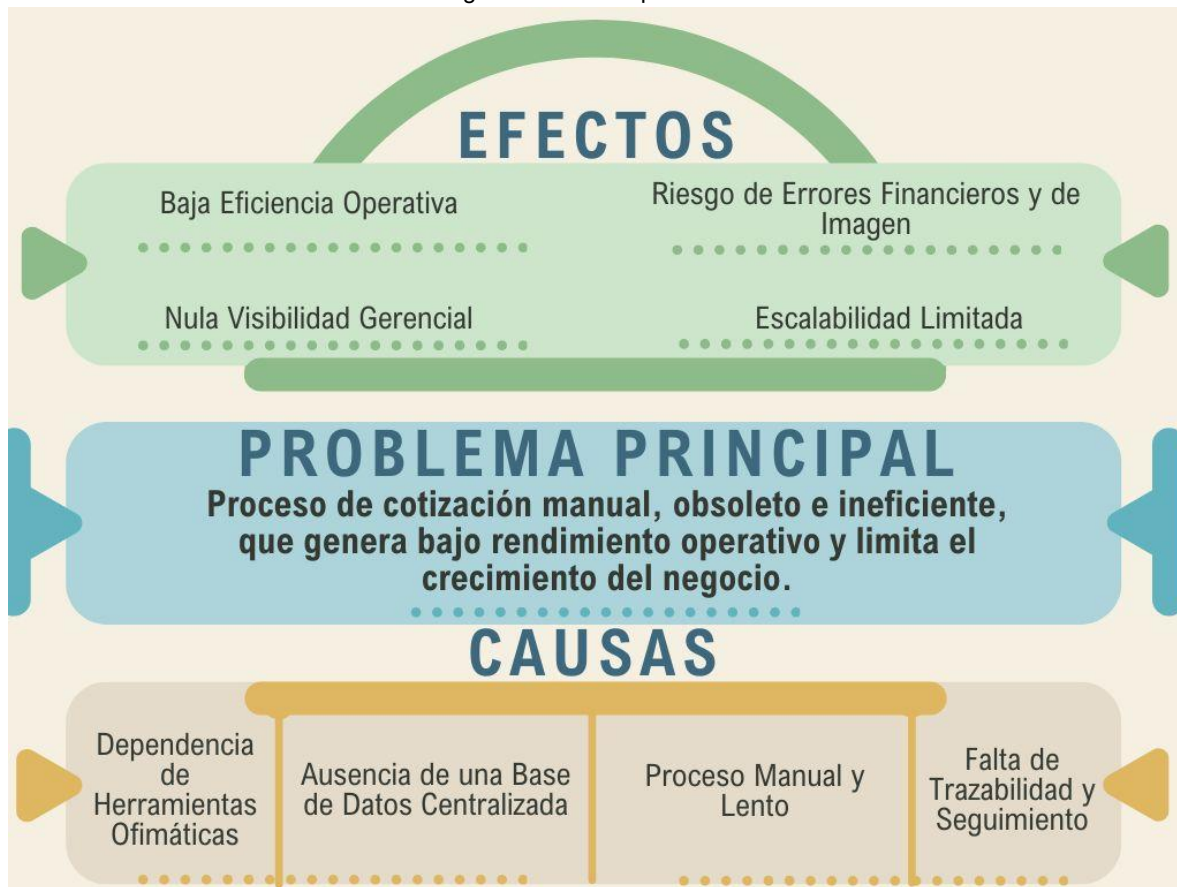 EFECTOS
Baja Eficiencia Operativa
Riesgo de Errores Financieros y de
Imagen
Nula Visibilidad Gerencial
Escalabilidad Limitada
PROBLEMA PRINCIPAL
Proceso de cotización manual, obsoleto e ineficiente,
que genera bajo rendimiento operativo y limita el
crecimiento del negocio.
CAUSAS
Dependencia
de
Herramientas
Ofimáticas
Ausencia de una Base
de Datos Centralizada
Proceso Manual y
Lento
Falta de
Trazabilidad y
Seguimiento